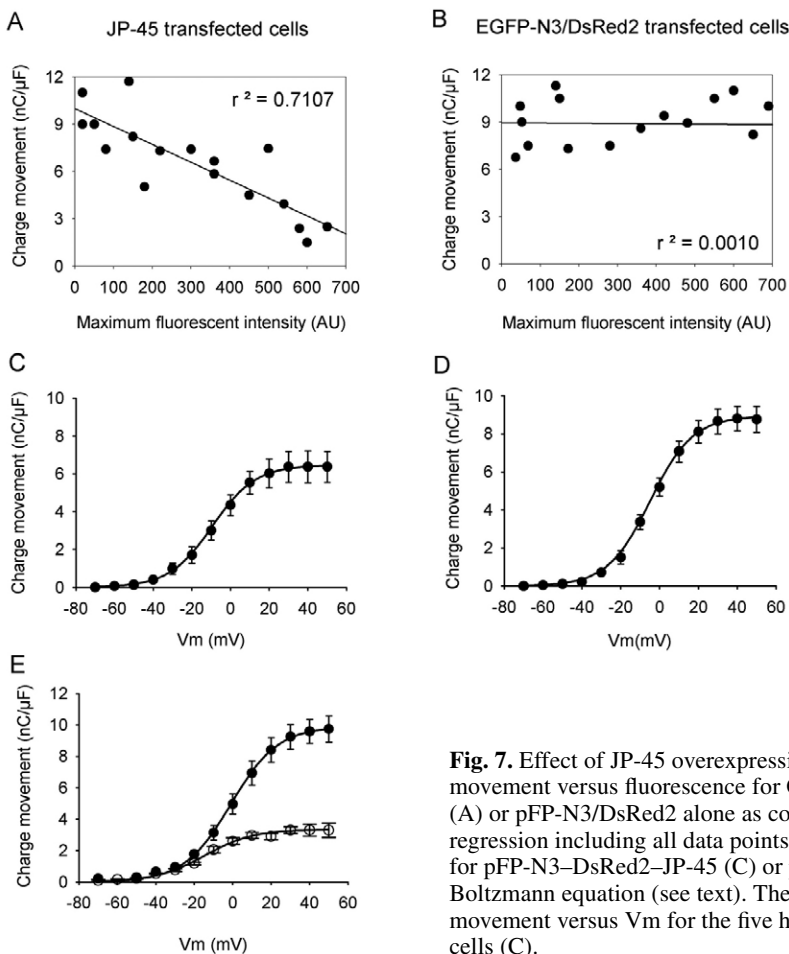 A
JP-45 transfected cells
12
9
6
3
0
r ² = 0.7107
Charge movement (nC/μF)
0 100 200 300 400 500 600 700
Maximum fluorescent intensity (AU)
B
EGFP-N3/DsRed2 transfected cells
12
9
6
3
0
r ² = 0.0010
Charge movement (nC/μF)
0 100 200 300 400 500 600 700
Maximum fluorescent intensity (AU)
C
10
8
6
4
2
0
Charge movement (nC/μF)
-80 -60 -40 -20 0 20 40 60
Vm (mV)
D
10
8
6
4
2
0
Charge movement (nC/μF)
-80 -60 -40 -20 0 20 40 60
Vm(mV)
E
12
10
8
6
4
2
0
Charge movement (nC/μF)
-80 -60 -40 -20 0 20 40 60
Vm (mV)
Fig. 7. Effect of JP-45 overexpressi
movement versus fluorescence for
(A) or pFP-N3/DsRed2 alone as co
regression including all data points
for pFP-N3–DsRed2–JP-45 (C) or
Boltzmann equation (see text). The
movement versus Vm for the five h
cells (C).